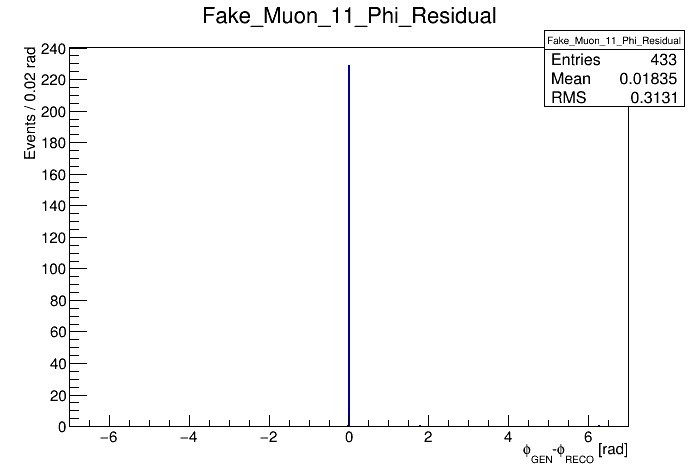 Fake_Muon_11_Phi_Residual
Fake_Muon_11_Phi_Residual
Entries 433
Mean 0.01835
RMS 0.3131
Events / 0.02 rad
240
220
200
180
160
140
120
100
80
60
40
20
0
−6 −4 −2 0 2 4 6
ϕGEN-ϕRECO [rad]